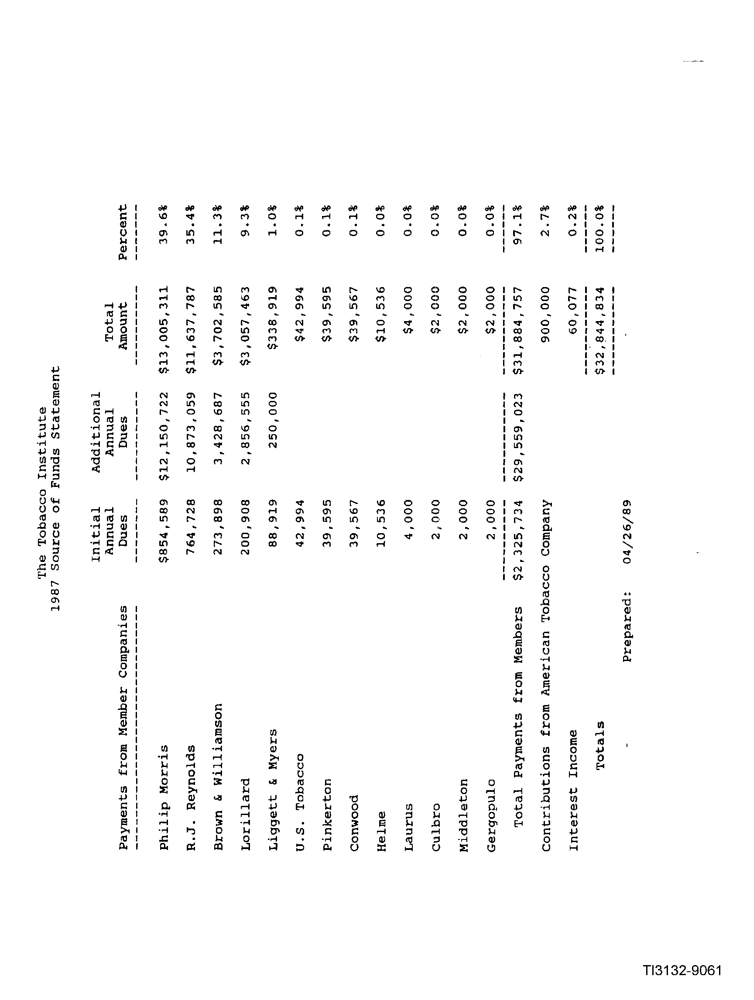 The Tobacco Institute
1987 Source of Funds Statement
Initial Additional
Annual Annual Total
Payments from Member Companies Dues Dues Amount Percent
------------------------------ ---------- ---------- ---------- -------
Philip Morris $854,589 $12,150,722 $13,005,311 39.6%
R.J. Reynolds 764,728 10,873,059 $11,637,787 35.4%
Brown & Williamson 273,898 3,428,687 $3,702,585 11.3%
Lorillard 200,908 2,856,555 $3,057,463 9.3%
Liggett & Myers 88,919 250,000 $338,919 1.0%
U.S. Tobacco 42,994 $42,994 0.1%
Pinkerton 39,595 $39,595 0.1%
Conwood 39,567 $39,567 0.1%
Helme 10,536 $10,536 0.0%
Laurus 4,000 $4,000 0.0%
Culbro 2,000 $2,000 0.0%
Middleton 2,000 $2,000 0.0%
Gergopulo 2,000 $2,000 0.0%
Total Payments from Members $2,325,734 $29,559,023 $31,884,757 97.1%
Contributions from American Tobacco Company 900,000 2.7%
Interest Income 60,077 0.2%
Totals $32,844,834 100.0%
Prepared: 04/26/89
TI3132-9061